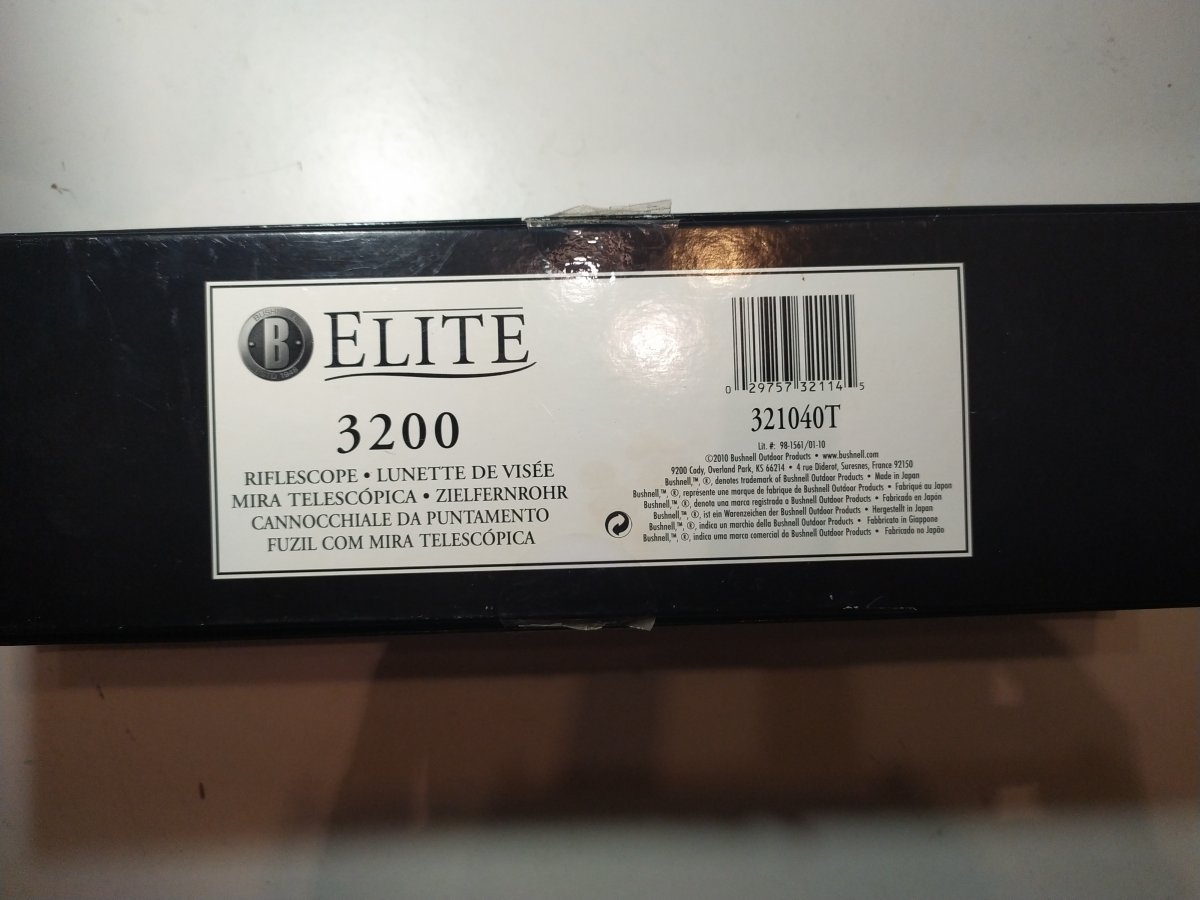 B
ELITE
3200
RIFLESCOPE • LUNETTE DE VISÉE
MIRA TELESCÓPICA • ZIELFERNROHR
CANNOCCHIALE DA PUNTAMENTO
FUZIL COM MIRA TELESCÓPICA
0 29757 32114 5
321040T
Lit. #: 98-1561/01-10
©2010 Bushnell Outdoor Products • www.bushnell.com
9200 Cody, Overland Park, KS 66214 • 4 rue Diderot, Suresnes, France 92150
Bushnell,™, ®, denotes trademark of Bushnell Outdoor Products • Made in Japan
Bushnell,™, ®, représente une marque de fabrique de Bushnell Outdoor Products • Fabriqué au Japan
Bushnell,™, ®, denota una marca registrada a Bushnell Outdoor Products • Fabricado en Japón
Bushnell,™, ®, ist ein Warenzeichen der Bushnell Outdoor Products • Hergestellt in Japan
Bushnell,™, ®, indica un marchio della Bushnell Outdoor Products • Fabbricato in Giappone
Bushnell,™, ®, indica uma marca comercial da Bushnell Outdoor Products • Fabricado no Japão